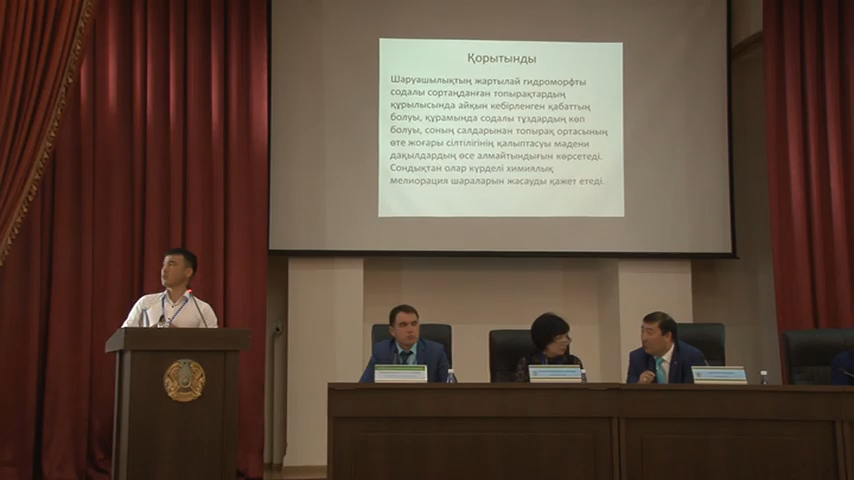 Қорытынды
Шаруашылықтың жартылай гидроморфты
содалы сортаңданған топырақтардың
құрылысында айқын кебірленген қабаттың
болуы, құрамында содалы тұздардың көп
болуы, соның салдарынан топырақ ортасының
өте жоғары сілтілігінің қалыптасуы мәдени
дақылдардың өсе алмайтындығын көрсетеді.
Сондықтан олар күрделі химиялық
мелиорация шараларын жасауды қажет етеді.